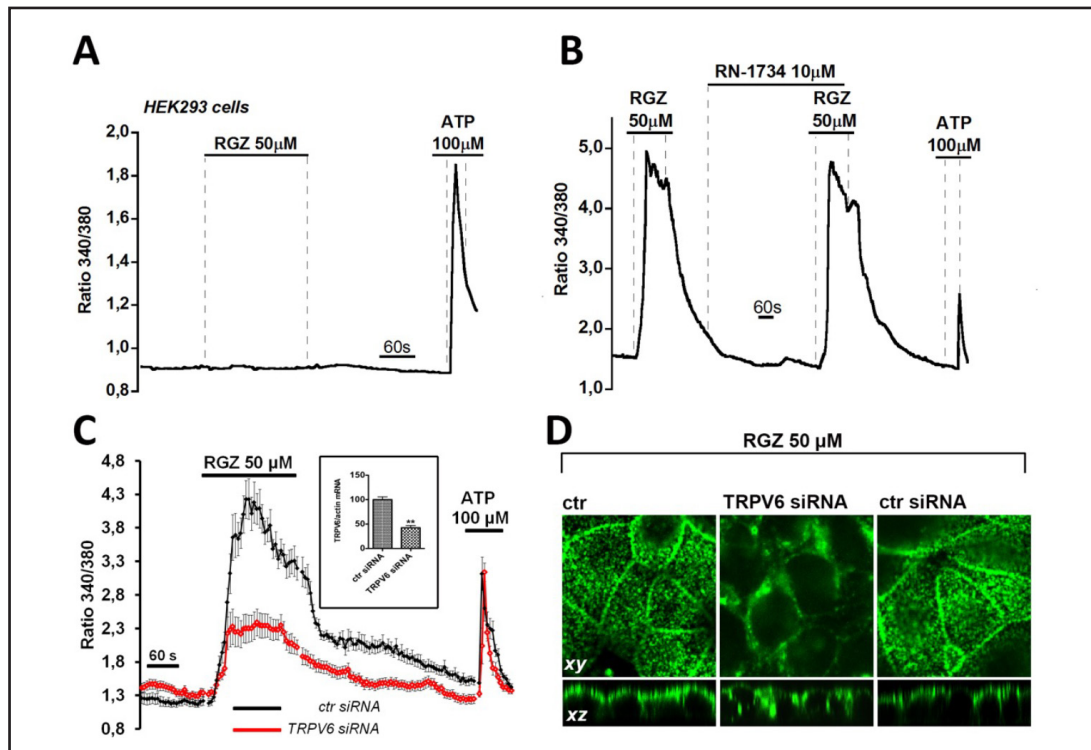 A
HEK293 cells
RGZ 50μM
ATP
100μM
2,0
1,8
1,6
1,4
1,2
1,0
0,8
Ratio 340/380
60s
B
RN-1734 10μM
RGZ
50μM
RGZ
50μM
ATP
100μM
5,0
4,0
3,0
2,0
1,0
Ratio 340/380
60s
C
RGZ 50 μM
ATP
100 μM
4,8
4,3
3,8
3,3
2,8
2,3
1,8
1,3
0,8
Ratio 340/380
60 s
150
100
50
0
TRPV6/actin mRNA
**
ctr siRNA
TRPV6 siRNA
ctr siRNA
TRPV6 siRNA
D
RGZ 50 μM
ctr TRPV6 siRNA ctr siRNA
xy
xz